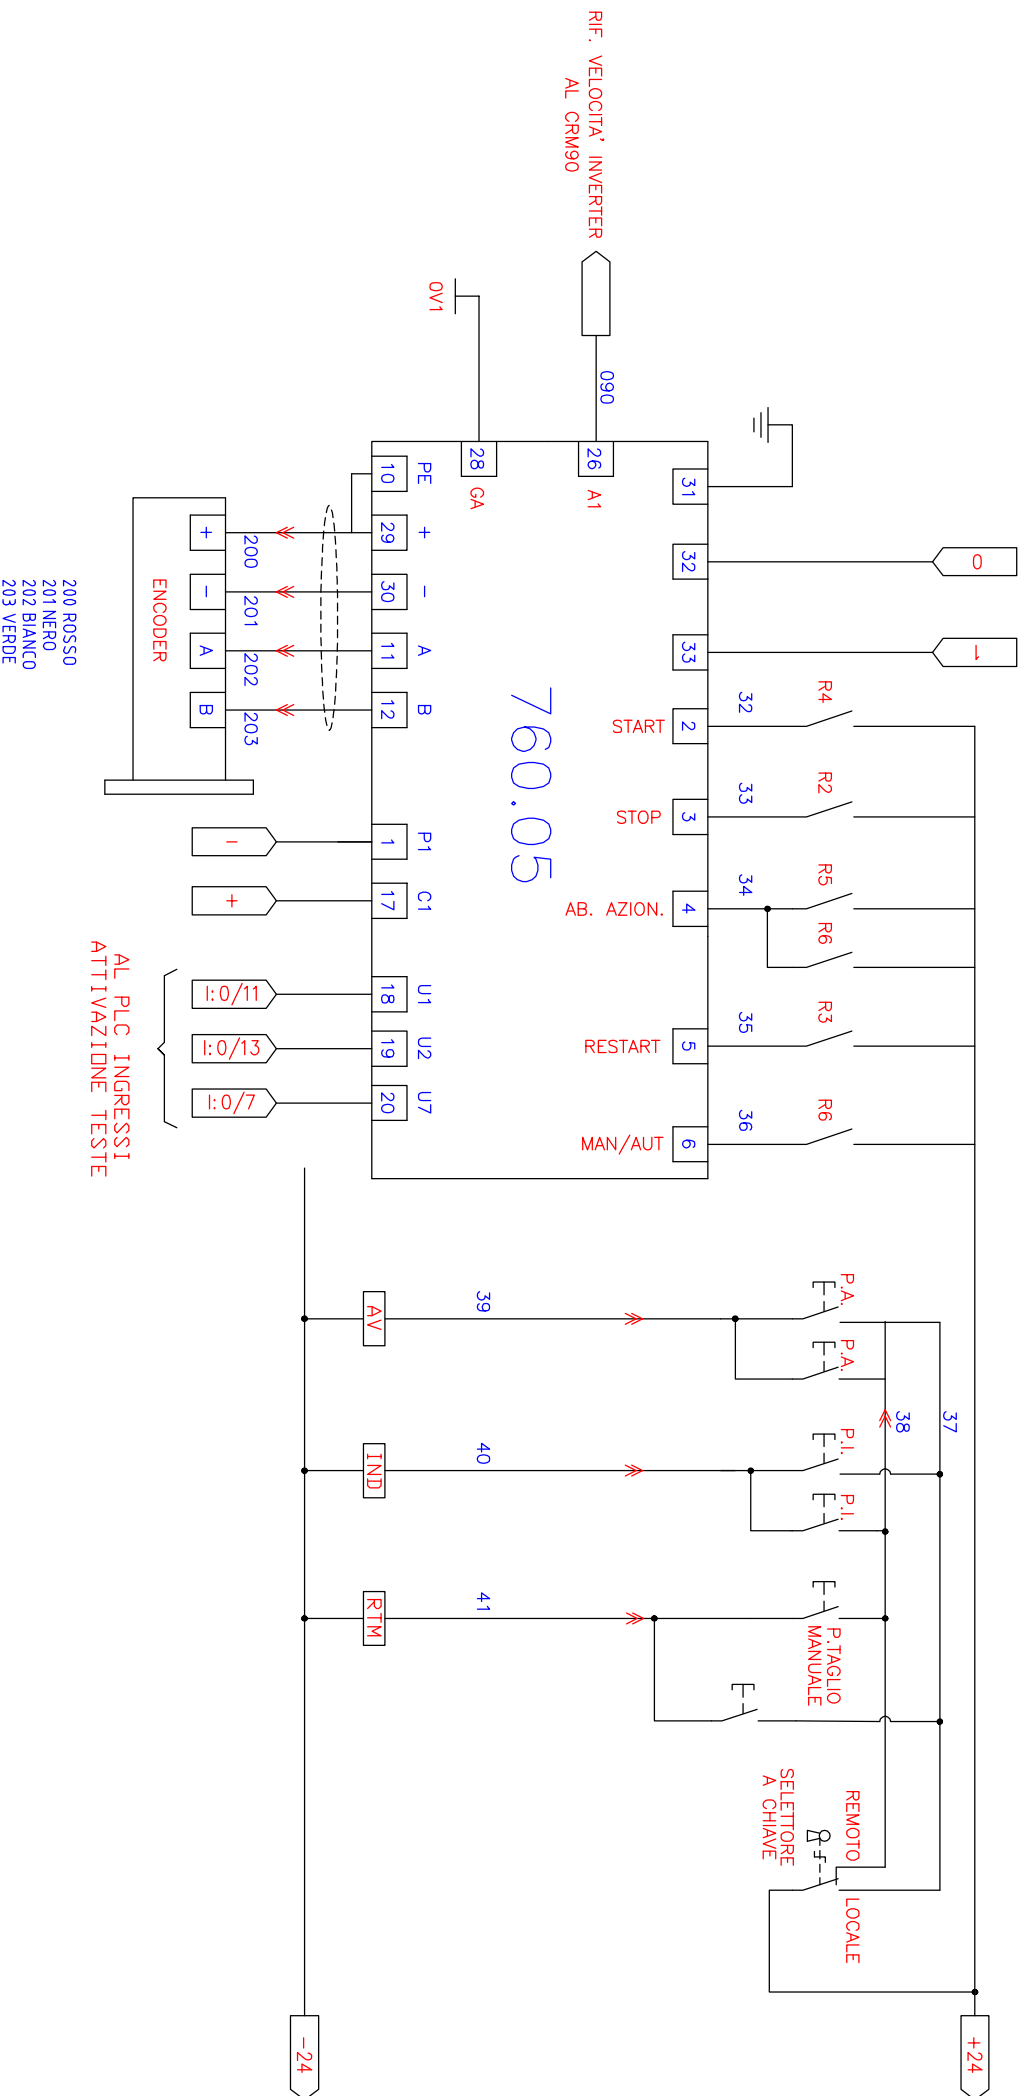 +24
-24
0
1
R4
R2
R5
R6
R3
R6
32
33
34
35
36
31
32
33
2
3
4
5
6
START
STOP
AB. AZION.
RESTART
MAN/AUT
RIF. VELOCITA' INVERTER
AL CRM90
090
26
A1
28
GA
0V1
760.05
PE
+
-
A
B
P1
C1
U1
U2
U7
10
29
30
11
12
1
17
18
19
20
200
201
202
203
+
-
A
B
ENCODER
-
+
I:0/11
I:0/13
I:0/7
AL PLC INGRESSI
ATTIVAZIONE TESTE
200 ROSSO
201 NERO
202 BIANCO
203 VERDE
37
38
P.A.
P.A.
P.I.
P.I.
P.TAGLIO
MANUALE
REMOTO
LOCALE
SELETTORE
A CHIAVE
39
40
41
AV
IND
RTM